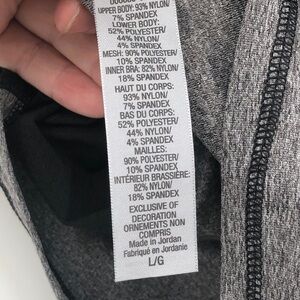 UPPER BODY: 93% NYLON/
7% SPANDEX
LOWER BODY:
52% POLYESTER/
44% NYLON/
4% SPANDEX
MESH: 90% POLYESTER/
10% SPANDEX
INNER BRA: 82% NYLON/
18% SPANDEX
HAUT DU CORPS:
93% NYLON/
7% SPANDEX
BAS DU CORPS:
52% POLYESTER/
44% NYLON/
4% SPANDEX
MAILLES:
90% POLYESTER/
10% SPANDEX
INTÉRIEUR BRASSIÈRE:
82% NYLON/
18% SPANDEX
EXCLUSIVE OF
DECORATION
ORNEMENTS NON
COMPRIS
Made in Jordan
Fabriqué en Jordanie
L/G